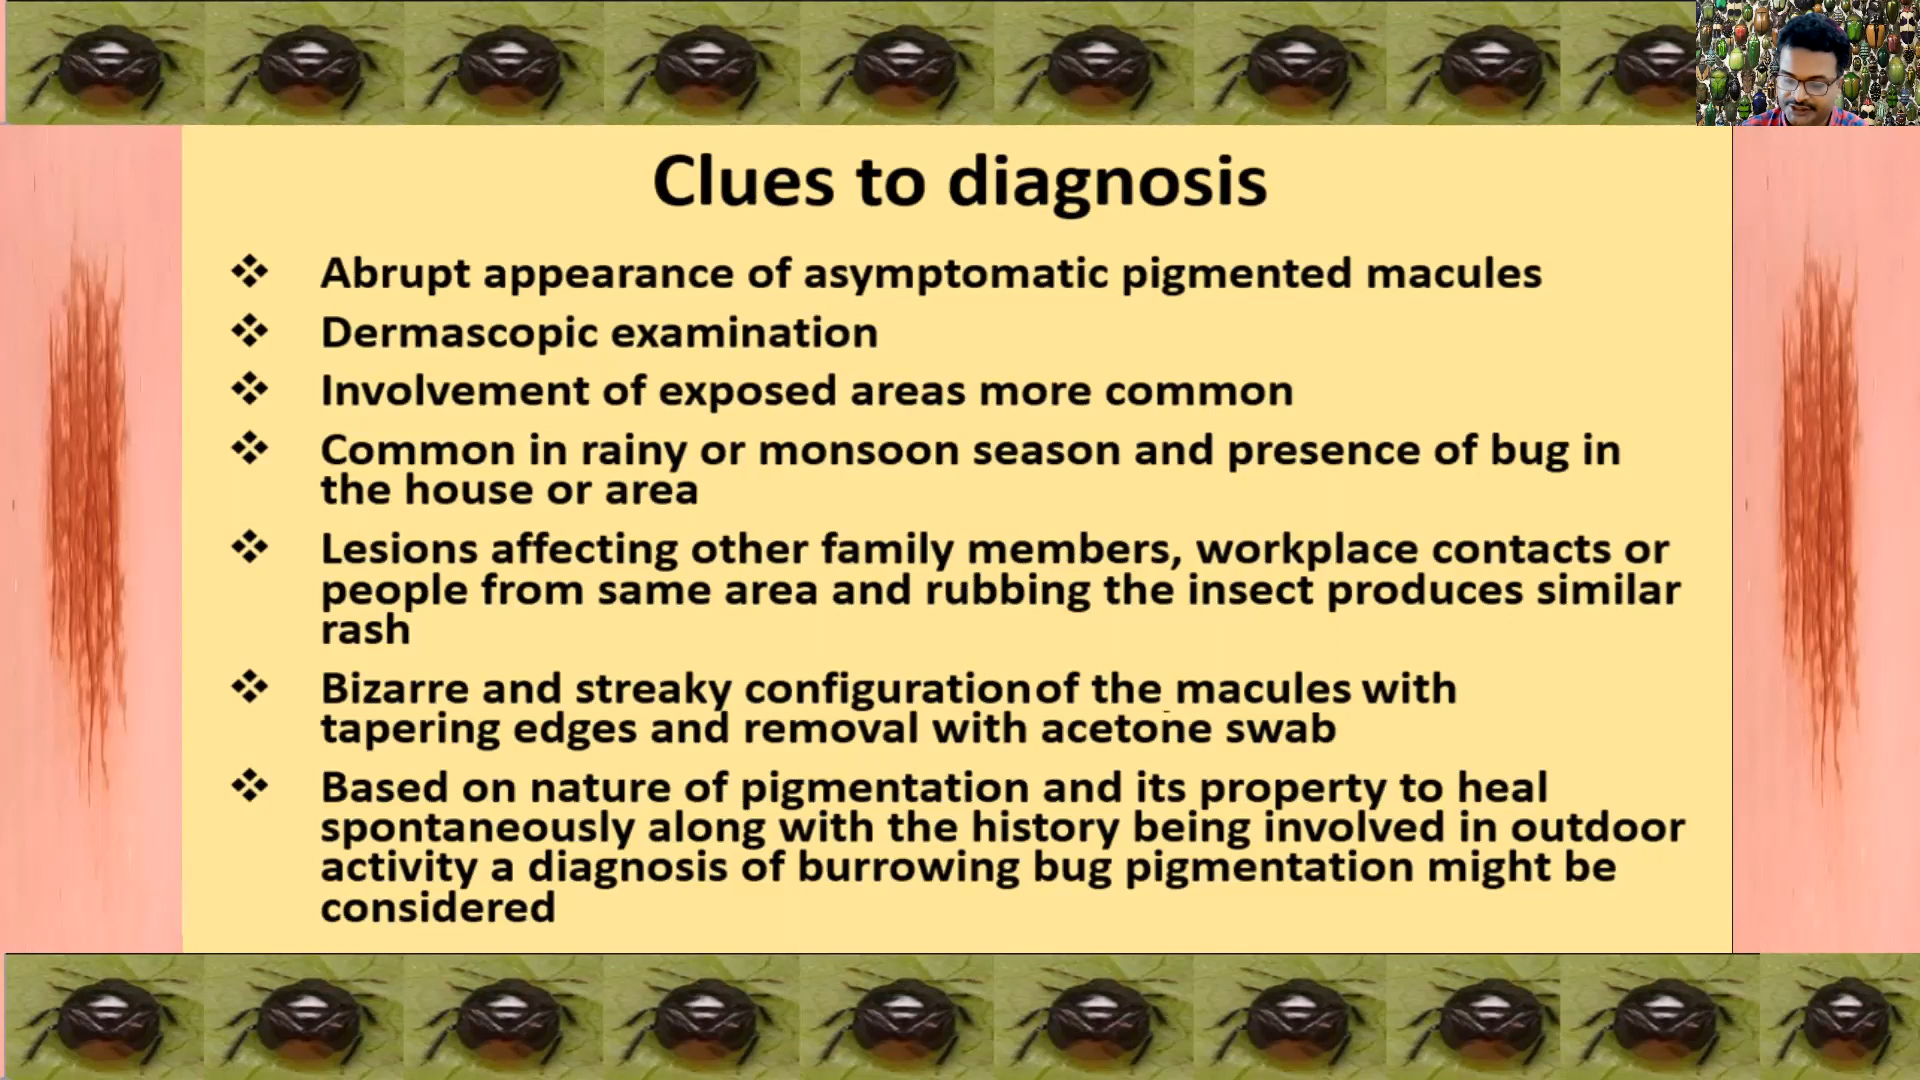 Clues to diagnosis
❖ Abrupt appearance of asymptomatic pigmented macules
❖ Dermascopic examination
❖ Involvement of exposed areas more common
❖ Common in rainy or monsoon season and presence of bug in
the house or area
❖ Lesions affecting other family members, workplace contacts or
people from same area and rubbing the insect produces similar
rash
❖ Bizarre and streaky configuration of the macules with
tapering edges and removal with acetone swab
❖ Based on nature of pigmentation and its property to heal
spontaneously along with the history being involved in outdoor
activity a diagnosis of burrowing bug pigmentation might be
considered